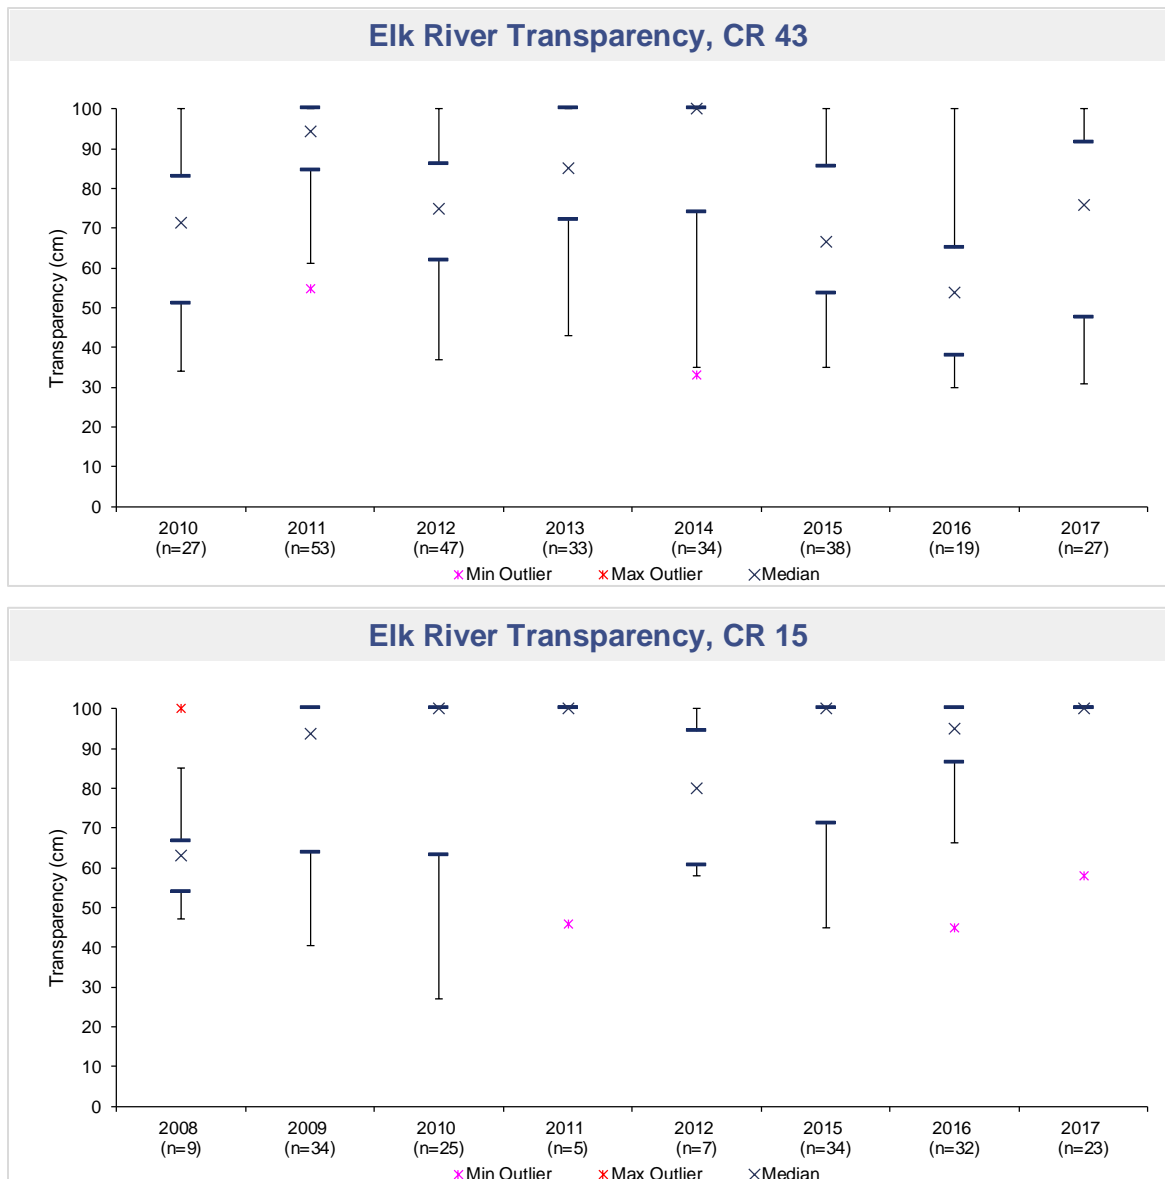 Elk River Transparency, CR 43
Transparency (cm)
100
90
80
70
60
50
40
30
20
10
0
2010 2011 2012 2013 2014 2015 2016 2017
(n=27) (n=53) (n=47) (n=33) (n=34) (n=38) (n=19) (n=27)
Min Outlier Max Outlier Median
Elk River Transparency, CR 15
Transparency (cm)
100
90
80
70
60
50
40
30
20
10
0
2008 2009 2010 2011 2012 2015 2016 2017
(n=9) (n=34) (n=25) (n=5) (n=7) (n=34) (n=32) (n=23)
Min Outlier Max Outlier Median